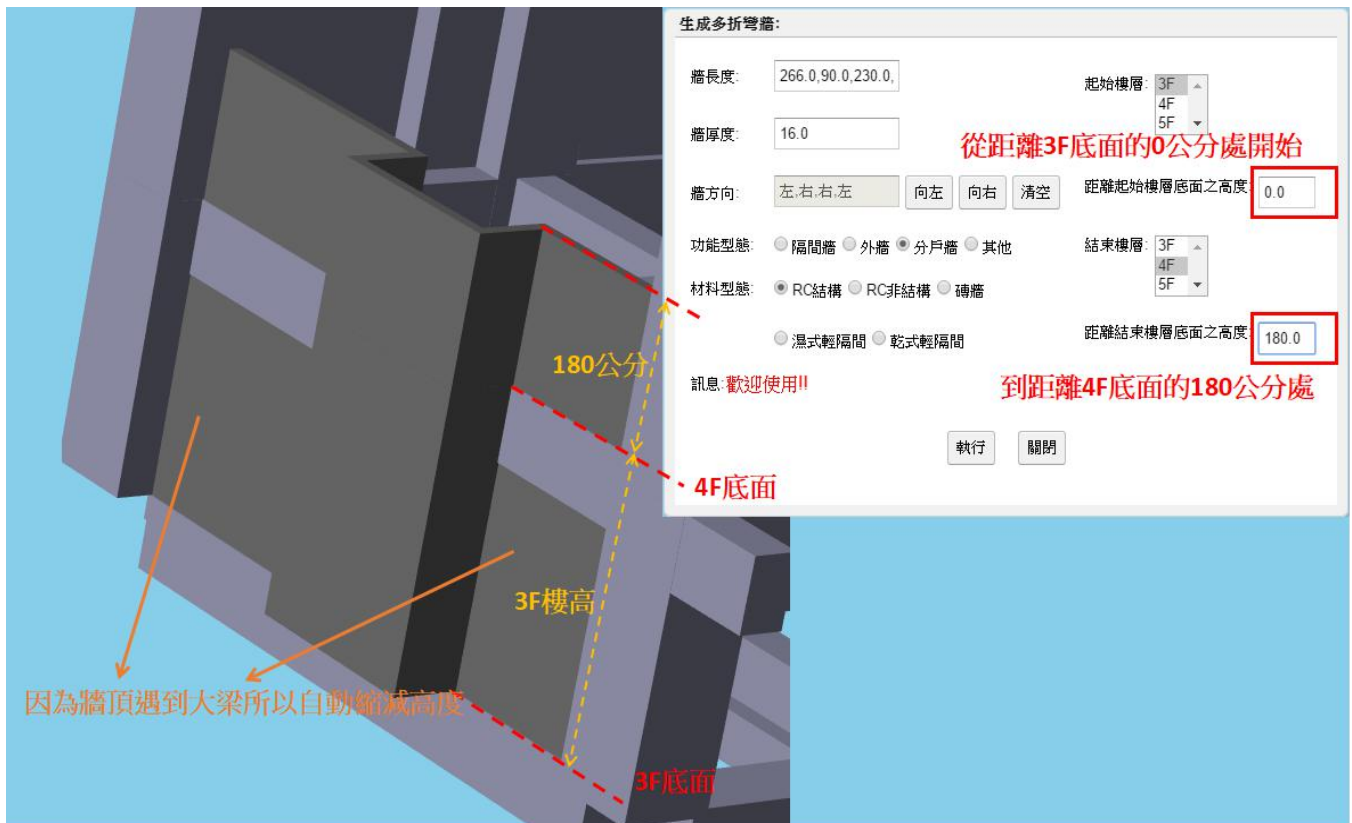 生成多折彎牆:
牆長度: 266.0,90.0,230.0,
起始樓層: 3F
4F
5F
牆厚度: 16.0
從距離3F底面的0公分處開始
牆方向: 左,右,右,左 向左 向右 清空
距離起始樓層底面之高度: 0.0
功能型態: 隔間牆 外牆 分戶牆 其他
結束樓層: 3F
4F
5F
材料型態: RC結構 RC非結構 磚牆
濕式輕隔間 乾式輕隔間
距離結束樓層底面之高度: 180.0
訊息:歡迎使用!!
到距離4F底面的180公分處
執行 關閉
180公分
4F底面
3F樓高
因為牆頂遇到大梁所以自動縮減高度
3F底面